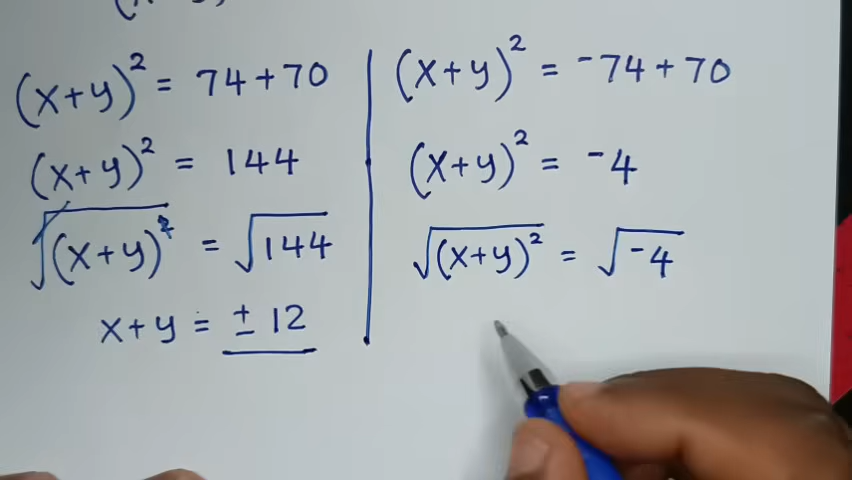 (x+y)² = 74+70
(x+y)² = 144
√(x+y)² = √144
x+y = ± 12
(x+y)² = -74+70
(x+y)² = -4
√(x+y)² = √-4